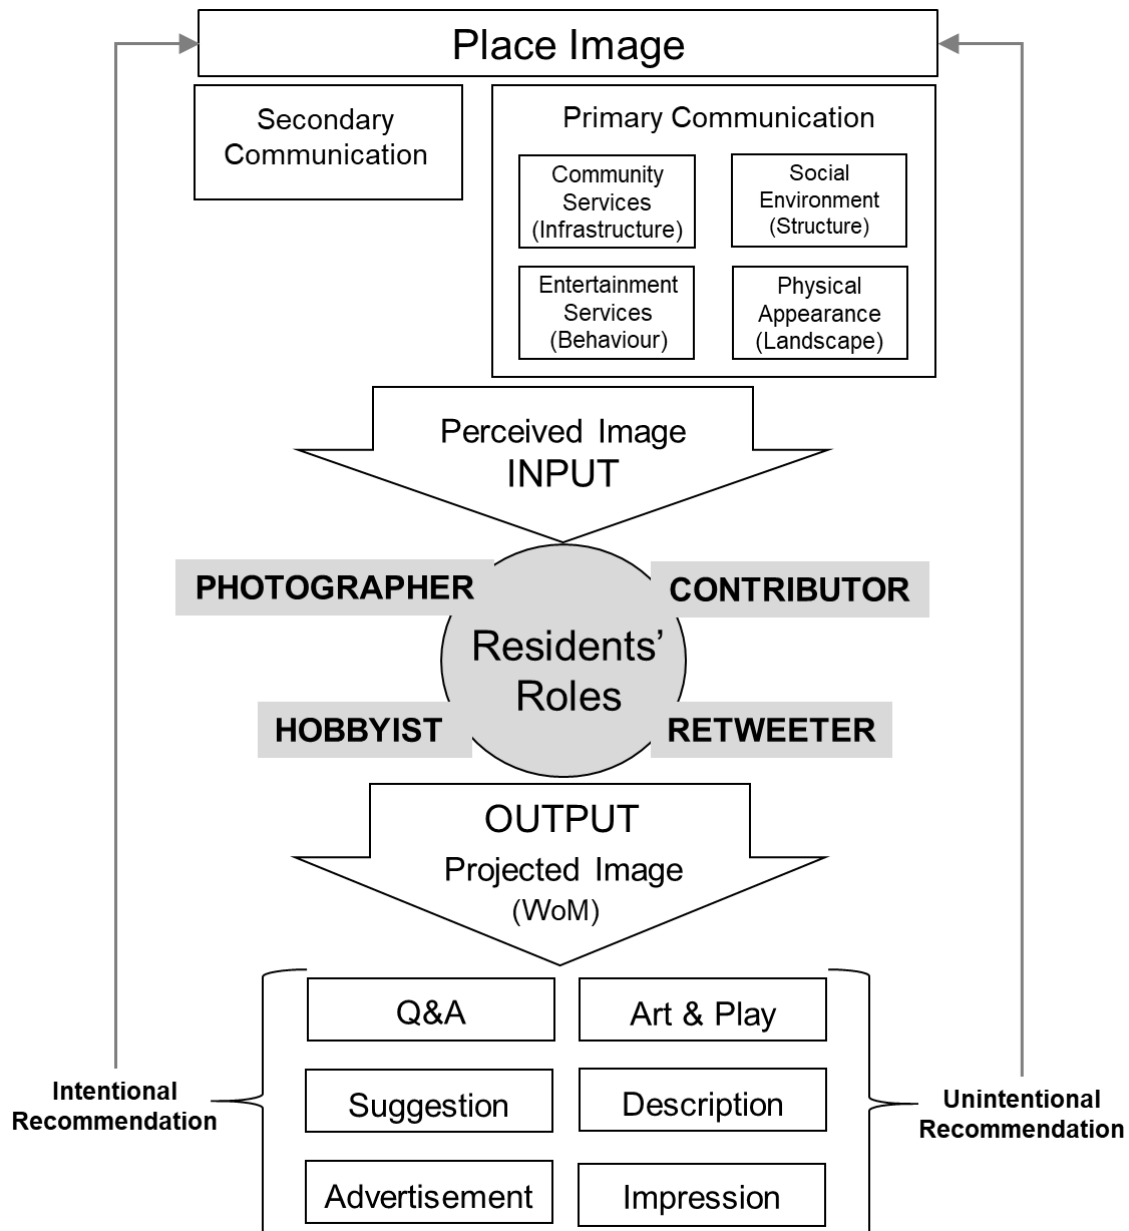 Place Image
Secondary
Communication
Primary Communication
Community
Services
(Infrastructure)
Social
Environment
(Structure)
Entertainment
Services
(Behaviour)
Physical
Appearance
(Landscape)
Perceived Image
INPUT
PHOTOGRAPHER
CONTRIBUTOR
Residents’
Roles
HOBBYIST
RETWEETER
OUTPUT
Projected Image
(WoM)
Q&A
Art & Play
Intentional
Recommendation
Suggestion
Description
Unintentional
Recommendation
Advertisement
Impression